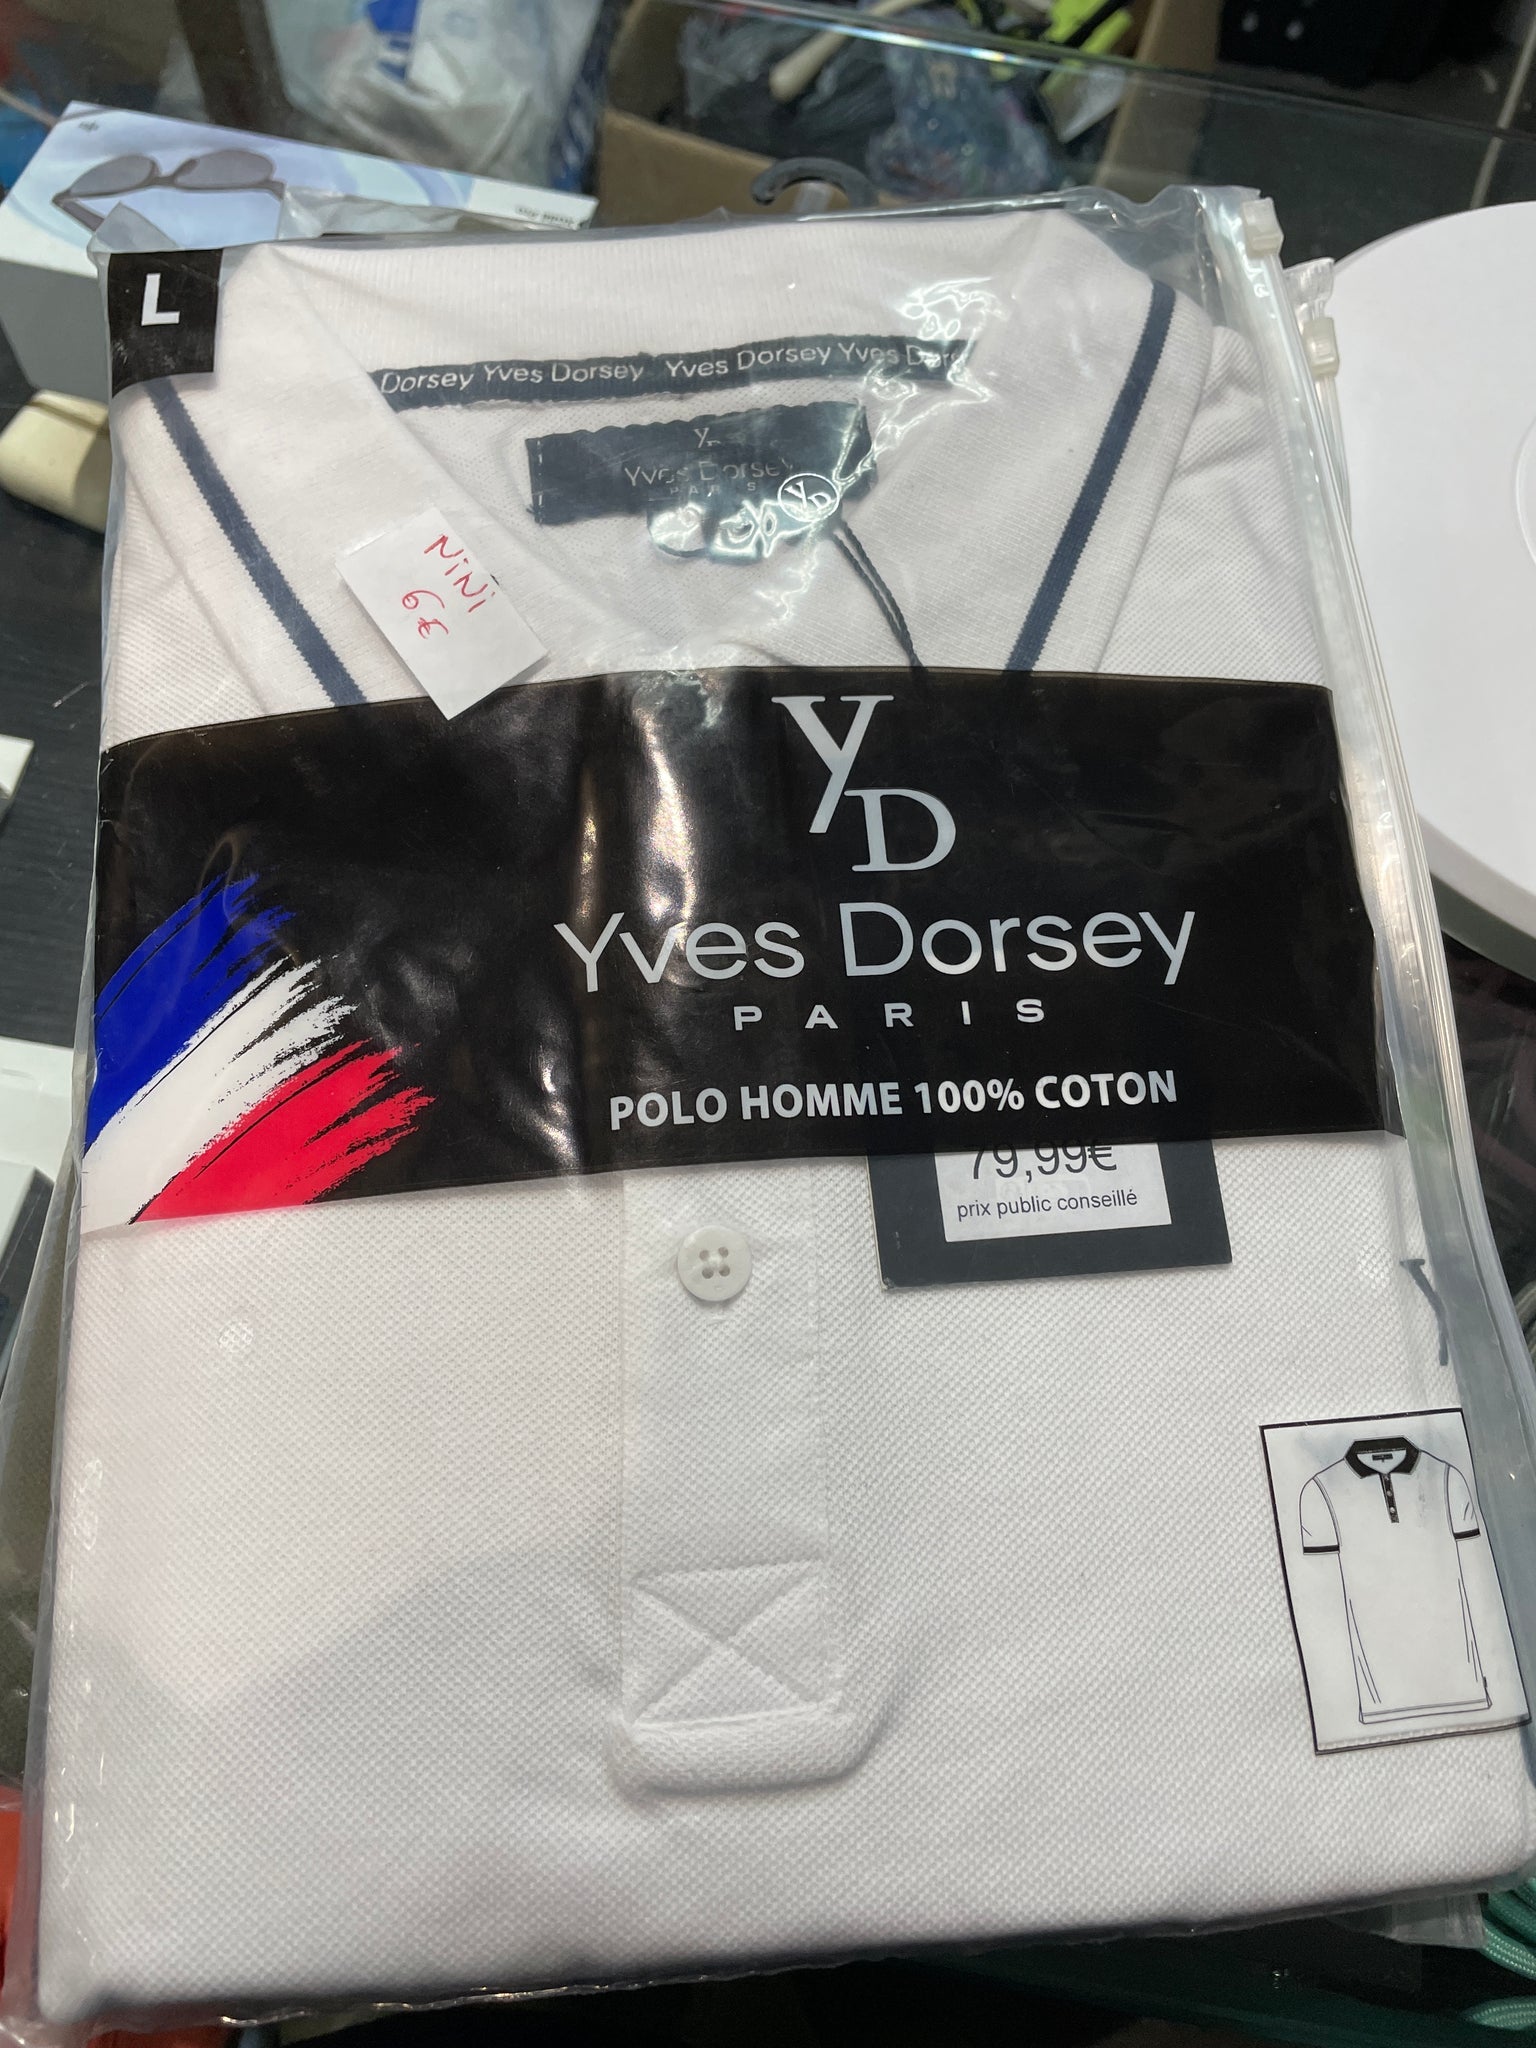 L
Dorsey Yves Dorsey Yves Dorsey Yves Dors
YD
Yves Dorsey
PARIS
YD
NiNi
6€
YD
Yves Dorsey
PARIS
POLO HOMME 100% COTON
79,99€
prix public conseillé
Y